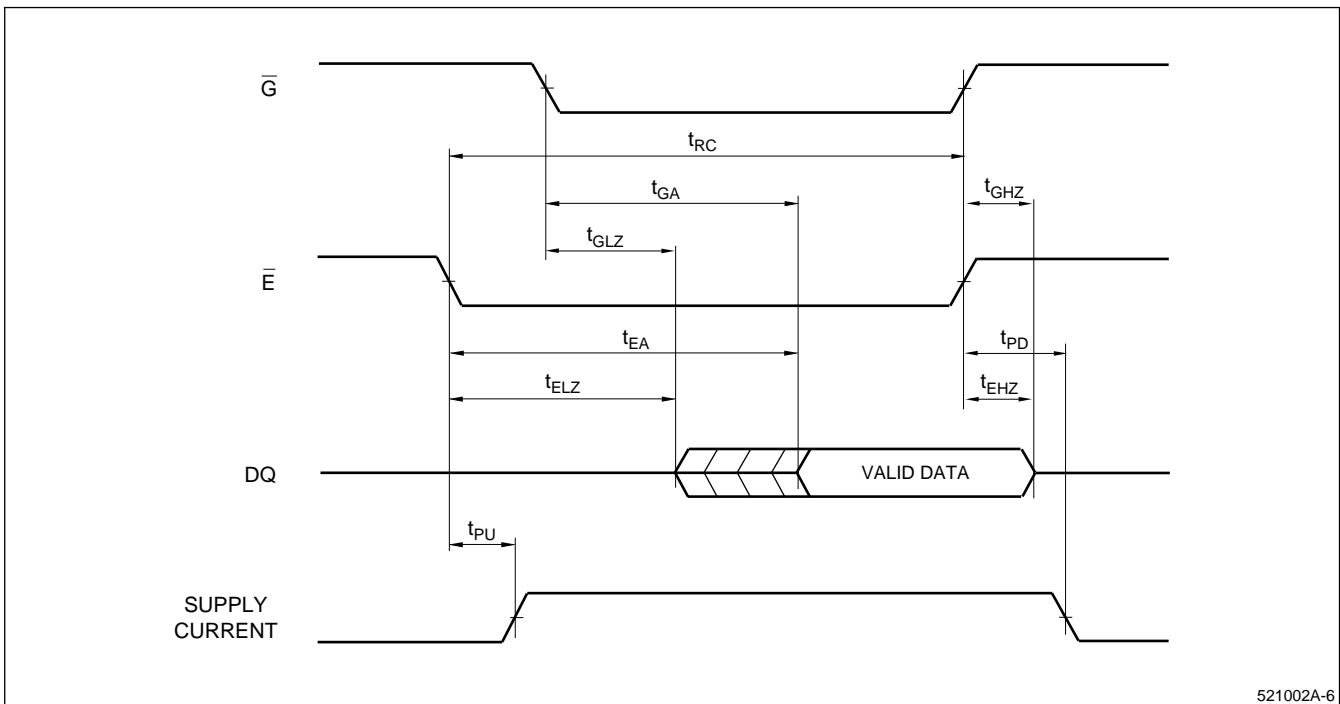 G̅
tRC
tGA
tGHZ
tGLZ
E̅
tEA
tPD
tELZ
tEHZ
DQ
VALID DATA
tPU
SUPPLY
CURRENT
521002A-6